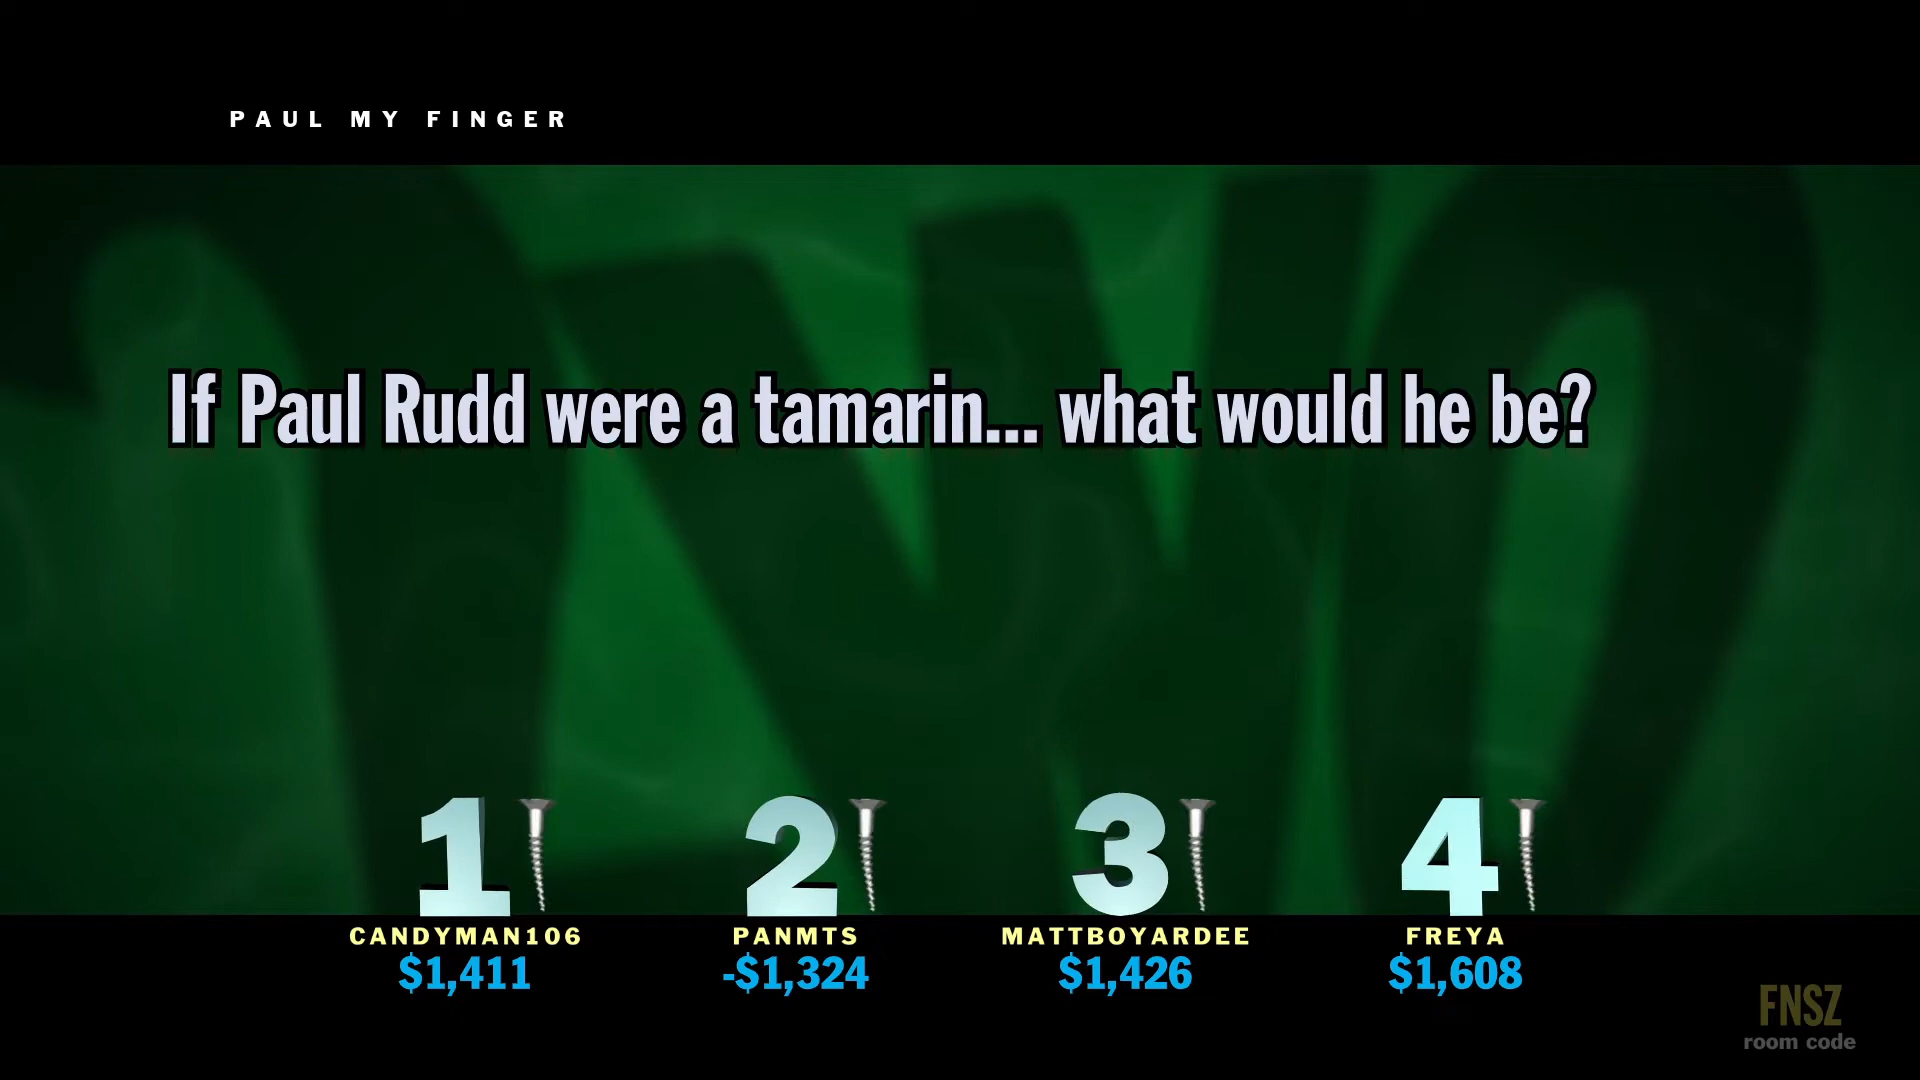 PAUL MY FINGER
If Paul Rudd were a tamarin... what would he be?
1 2 3 4
CANDYMAN106 PANMTS MATTBOYARDEE FREYA
$1,411 -$1,324 $1,426 $1,608
FNSZ
room code